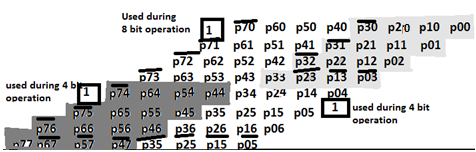 Used during
8 bit operation
1 p70 p60 p50 p40 p30 p20 p10 p00
p71 p61 p51 p41 p31 p21 p11 p01
p72 p62 p52 p42 p32 p22 p12 p02
p73 p63 p53 p43 p33 p23 p13 p03
used during 4 bit
operation
1 p74 p64 p54 p44 p34 p24 p14 p04
p75 p65 p55 p45 p35 p25 p15 p05
1 used during 4 bit
operation
p76 p66 p56 p46 p36 p26 p16 p06
p77 p67 p57 p47 p35 p25 p15 p05